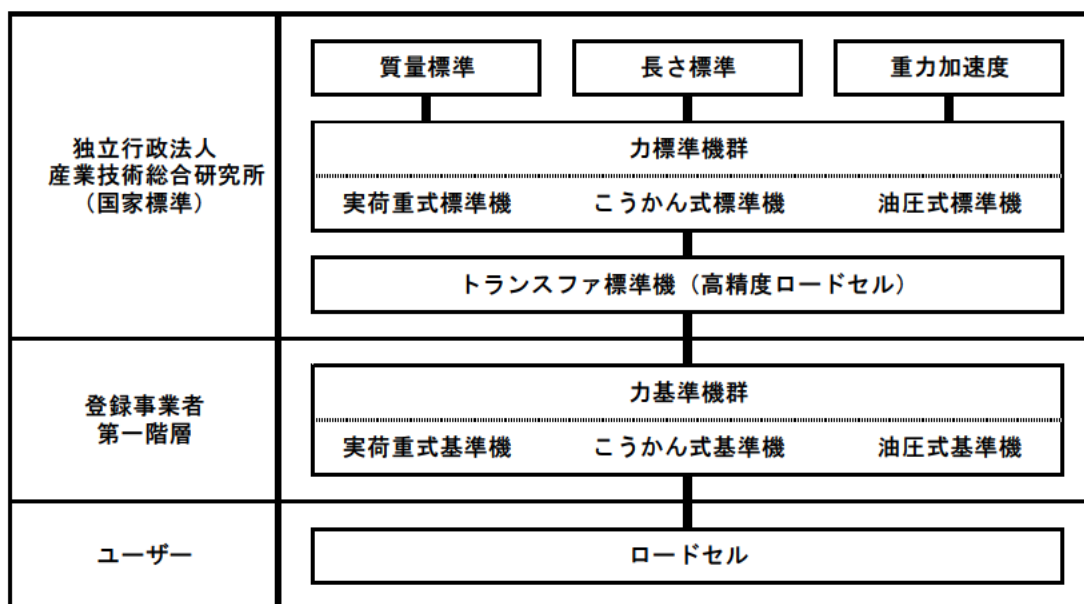 独立行政法人
産業技術総合研究所
（国家標準）
質量標準
長さ標準
重力加速度
力標準機群
実荷重式標準機 こうかん式標準機 油圧式標準機
トランスファ標準機（高精度ロードセル）
登録事業者
第一階層
力基準機群
実荷重式基準機 こうかん式基準機 油圧式基準機
ユーザー
ロードセル